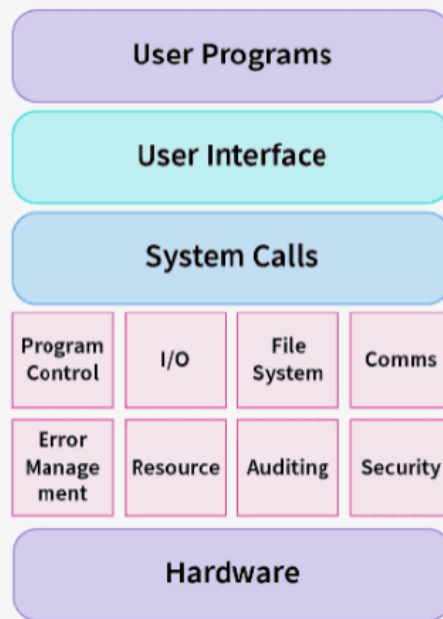 User Programs
User Interface
System Calls
Program
Control
I/O
File
System
Comms
Error
Manage
ment
Resource
Auditing
Security
Hardware